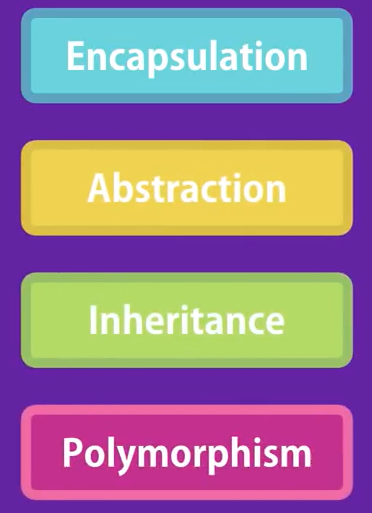 Encapsulation
Abstraction
Inheritance
Polymorphism